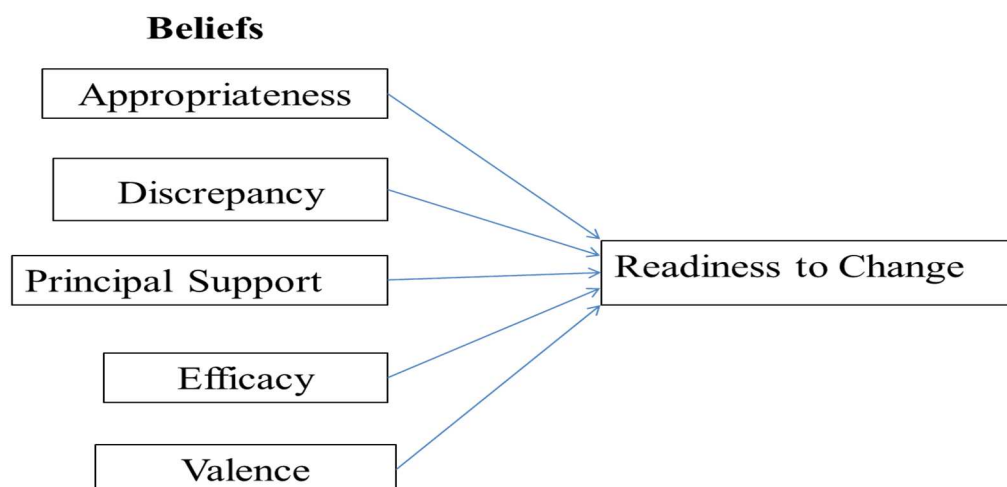 Beliefs
Appropriateness
Discrepancy
Principal Support
Readiness to Change
Efficacy
Valence